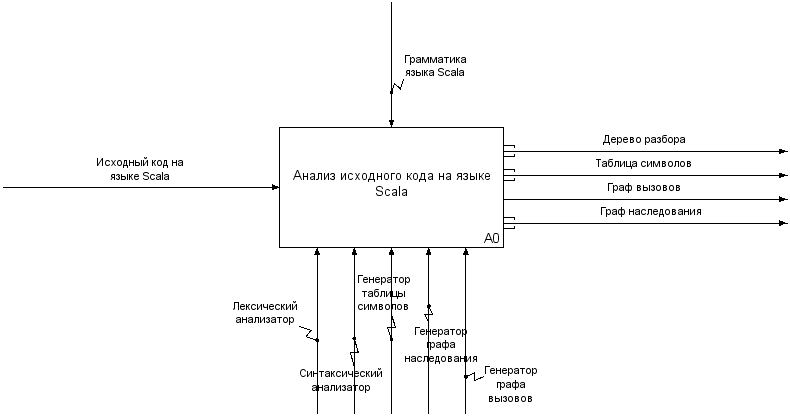 Грамматика
языка Scala
Исходный код на
языке Scala
Анализ исходного кода на языке
Scala
A0
Дерево разбора
Таблица символов
Граф вызовов
Граф наследования
Лексический
анализатор
Синтаксический
анализатор
Генератор
таблицы
символов
Генератор
графа
наследования
Генератор
графа
вызовов